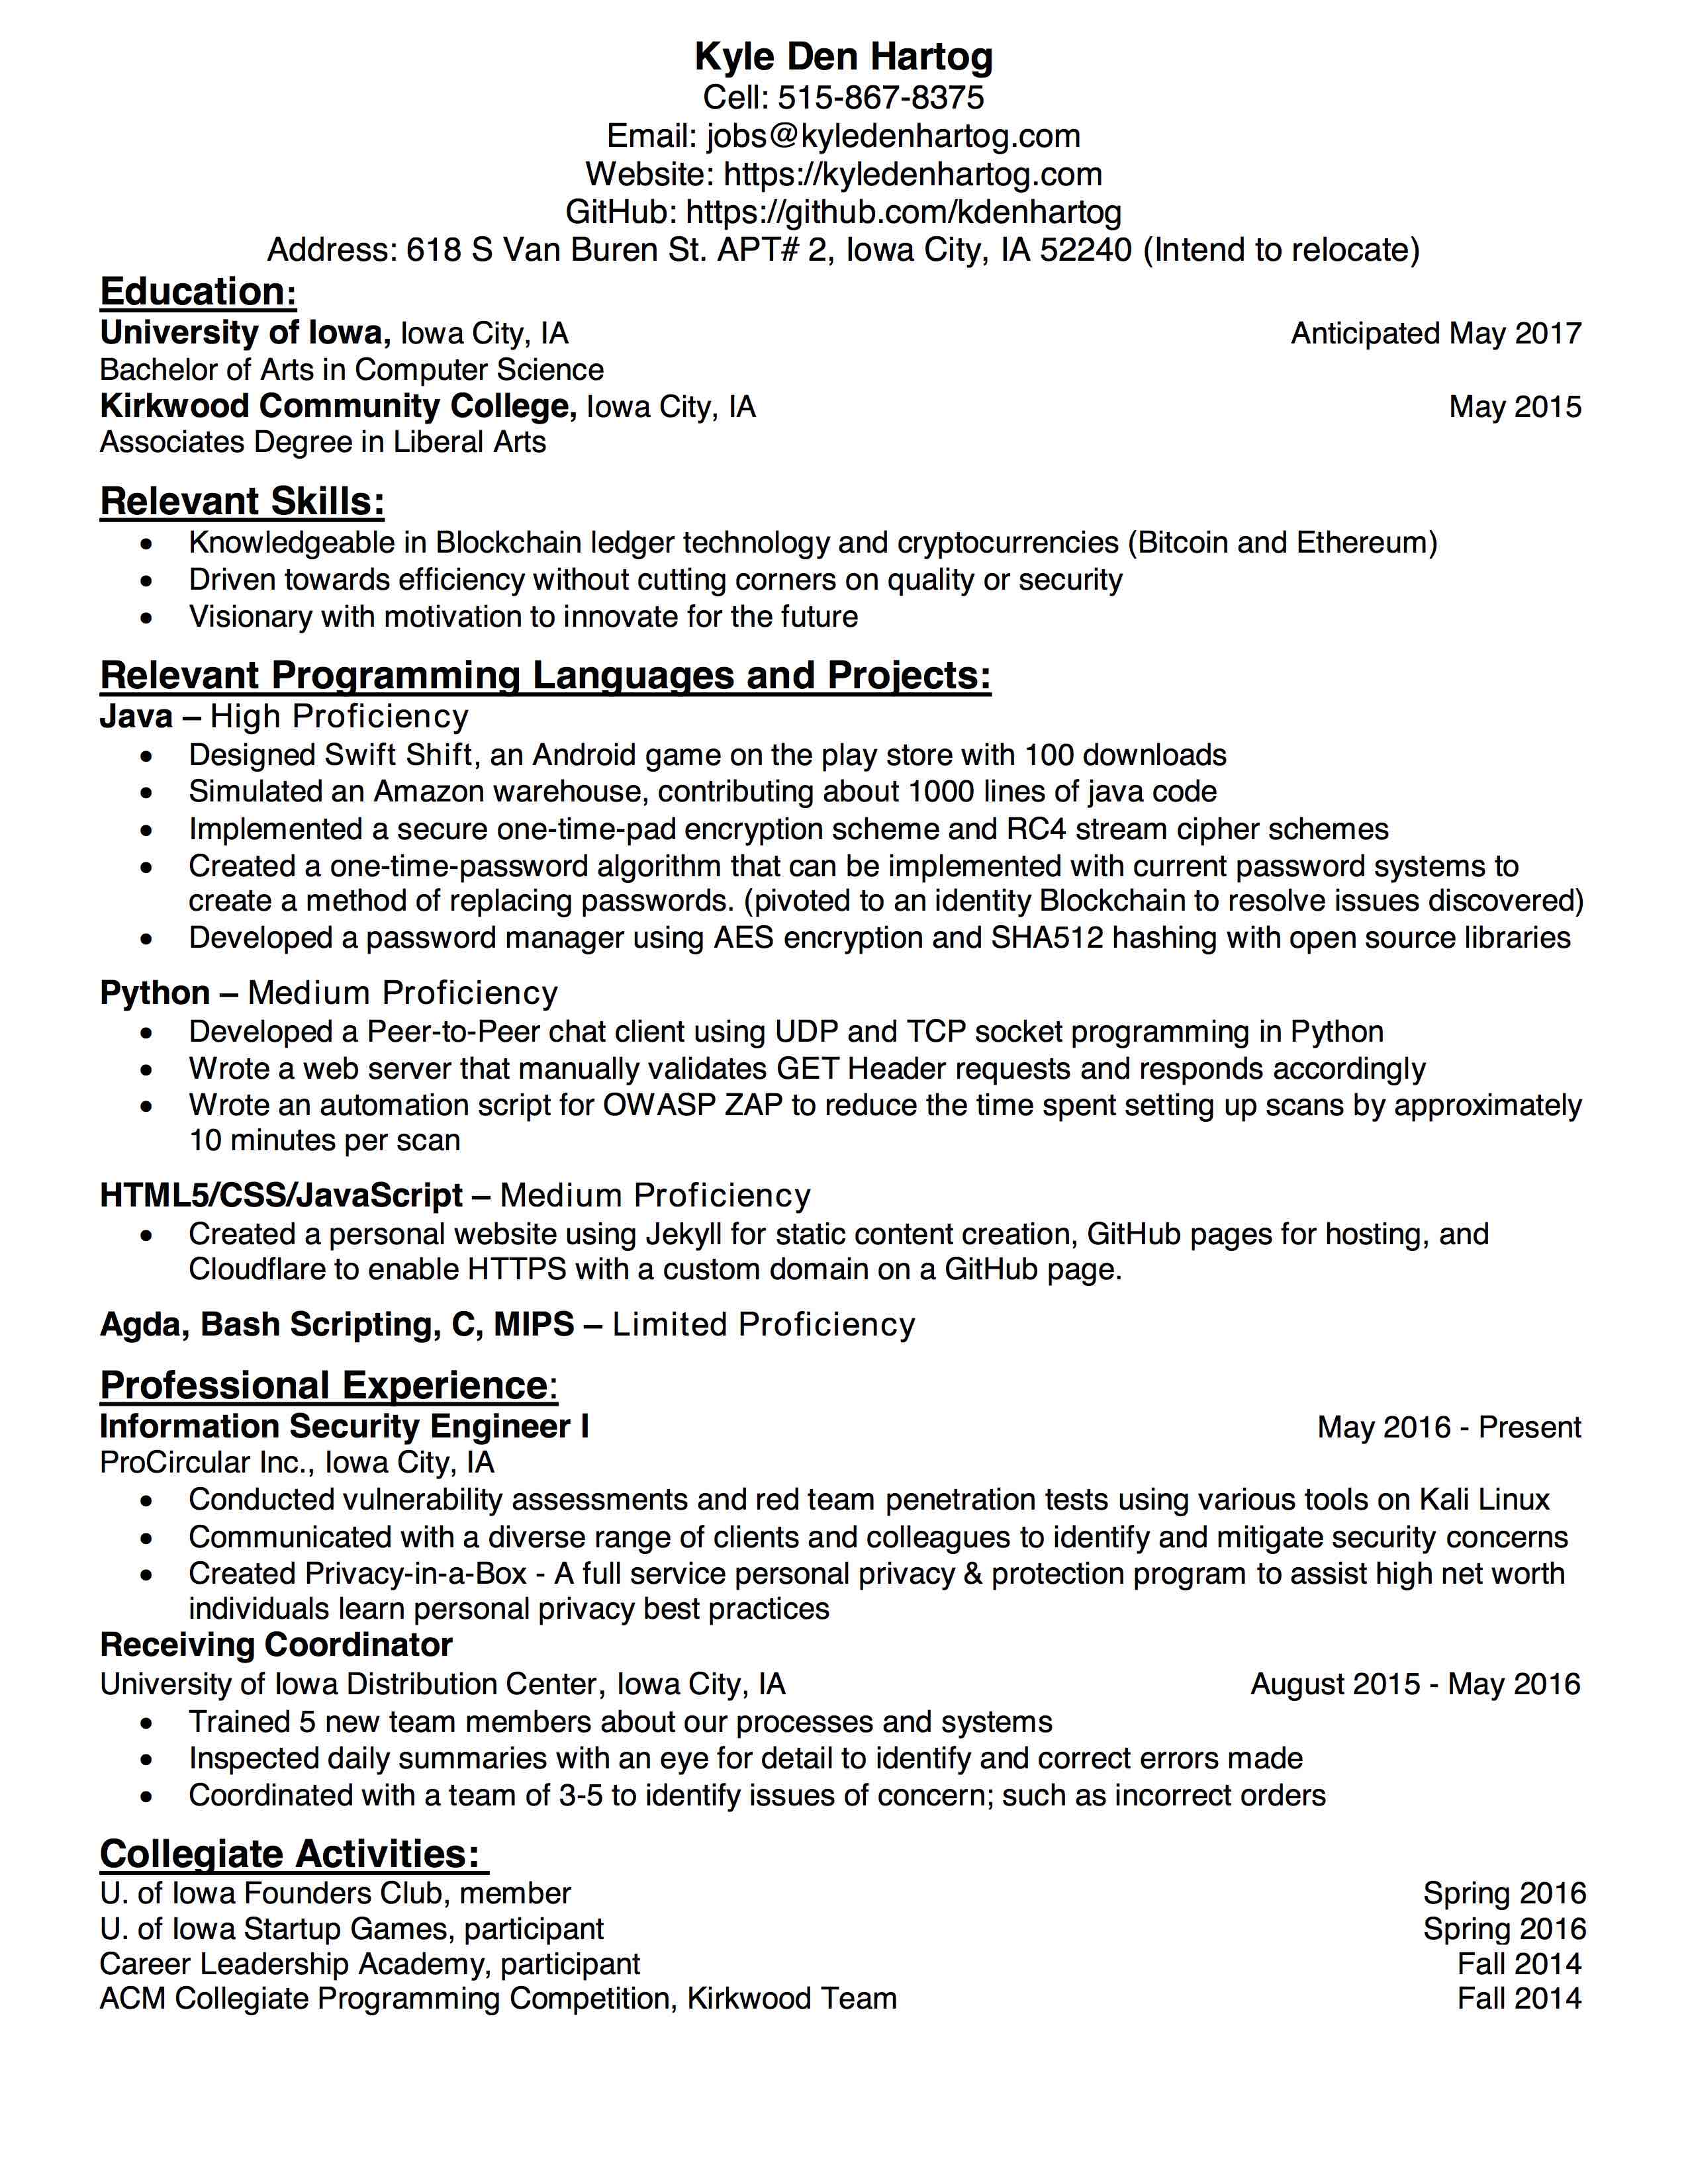 Kyle Den Hartog
Cell: 515-867-8375
Email: jobs@kyledenhartog.com
Website: https://kyledenhartog.com
GitHub: https://github.com/kdenhartog
Address: 618 S Van Buren St. APT# 2, Iowa City, IA 52240 (Intend to relocate)
Education:
University of Iowa, Iowa City, IA Anticipated May 2017
Bachelor of Arts in Computer Science
Kirkwood Community College, Iowa City, IA May 2015
Associates Degree in Liberal Arts
Relevant Skills:
• Knowledgeable in Blockchain ledger technology and cryptocurrencies (Bitcoin and Ethereum)
• Driven towards efficiency without cutting corners on quality or security
• Visionary with motivation to innovate for the future
Relevant Programming Languages and Projects:
Java – High Proficiency
• Designed Swift Shift, an Android game on the play store with 100 downloads
• Simulated an Amazon warehouse, contributing about 1000 lines of java code
• Implemented a secure one-time-pad encryption scheme and RC4 stream cipher schemes
• Created a one-time-password algorithm that can be implemented with current password systems to
create a method of replacing passwords. (pivoted to an identity Blockchain to resolve issues discovered)
• Developed a password manager using AES encryption and SHA512 hashing with open source libraries
Python – Medium Proficiency
• Developed a Peer-to-Peer chat client using UDP and TCP socket programming in Python
• Wrote a web server that manually validates GET Header requests and responds accordingly
• Wrote an automation script for OWASP ZAP to reduce the time spent setting up scans by approximately
10 minutes per scan
HTML5/CSS/JavaScript – Medium Proficiency
• Created a personal website using Jekyll for static content creation, GitHub pages for hosting, and
Cloudflare to enable HTTPS with a custom domain on a GitHub page.
Agda, Bash Scripting, C, MIPS – Limited Proficiency
Professional Experience:
Information Security Engineer I May 2016 - Present
ProCircular Inc., Iowa City, IA
• Conducted vulnerability assessments and red team penetration tests using various tools on Kali Linux
• Communicated with a diverse range of clients and colleagues to identify and mitigate security concerns
• Created Privacy-in-a-Box - A full service personal privacy & protection program to assist high net worth
individuals learn personal privacy best practices
Receiving Coordinator
University of Iowa Distribution Center, Iowa City, IA August 2015 - May 2016
• Trained 5 new team members about our processes and systems
• Inspected daily summaries with an eye for detail to identify and correct errors made
• Coordinated with a team of 3-5 to identify issues of concern; such as incorrect orders
Collegiate Activities:
U. of Iowa Founders Club, member Spring 2016
U. of Iowa Startup Games, participant Spring 2016
Career Leadership Academy, participant Fall 2014
ACM Collegiate Programming Competition, Kirkwood Team Fall 2014